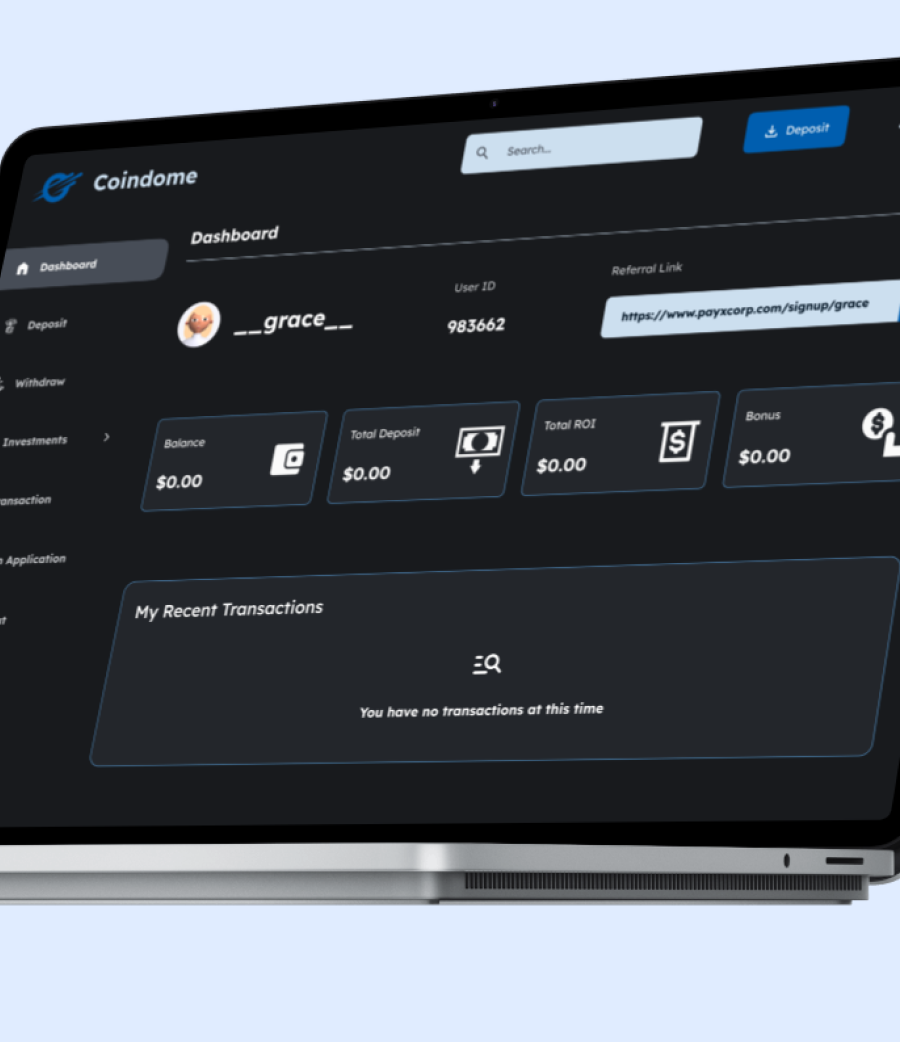 Coindome
Search...
Deposit
Dashboard
Dashboard
Deposit
Withdraw
Investments
Application
__grace__
User ID
983662
Referral Link
https://www.payxcorp.com/signup/grace
Balance
$0.00
Total Deposit
$0.00
Total ROI
$0.00
Bonus
$0.00
My Recent Transactions
You have no transactions at this time